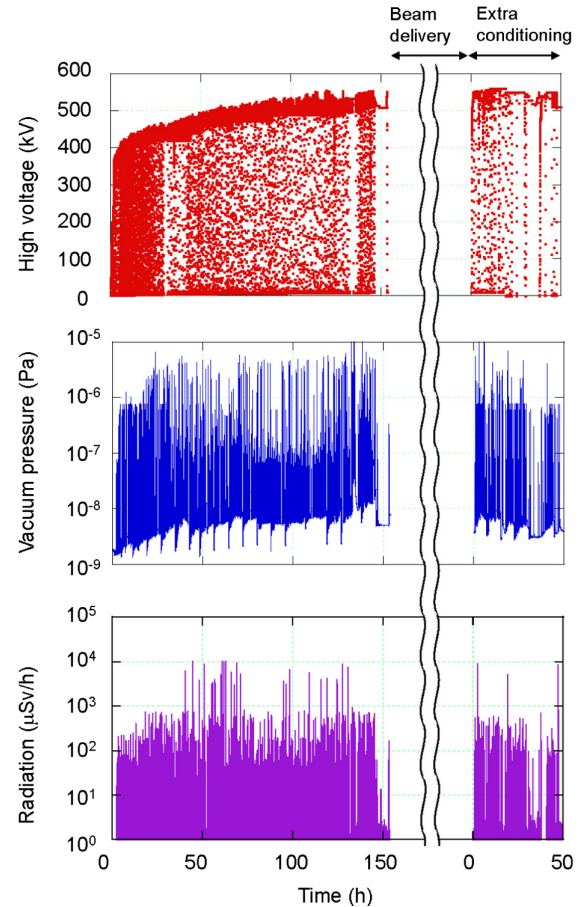 Beam delivery
Extra conditioning
High voltage (kV)
600
500
400
300
200
100
0
Vacuum pressure (Pa)
10⁻⁵
10⁻⁶
10⁻⁷
10⁻⁸
10⁻⁹
Radiation (μSv/h)
10⁵
10⁴
10³
10²
10¹
10⁰
0 50 100 150 0 50
Time (h)